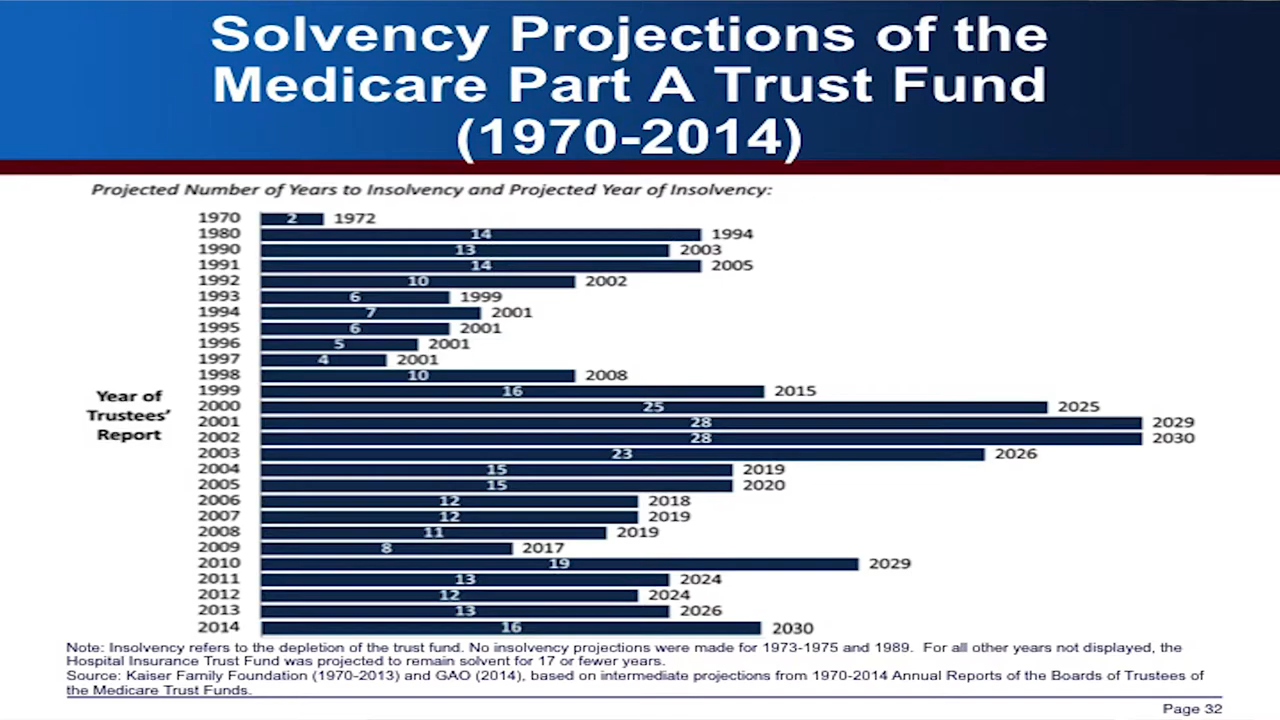 Solvency Projections of the
Medicare Part A Trust Fund
(1970-2014)
Projected Number of Years to Insolvency and Projected Year of Insolvency:
1970 2 1972
1980 14 1994
1990 13 2003
1991 14 2005
1992 10 2002
1993 6 1999
1994 7 2001
1995 6 2001
1996 5 2001
1997 4 2001
1998 10 2008
1999 16 2015
2000 25 2025
2001 28 2029
2002 28 2030
2003 23 2026
2004 15 2019
2005 15 2020
2006 12 2018
2007 12 2019
2008 11 2019
2009 8 2017
2010 19 2029
2011 13 2024
2012 12 2024
2013 13 2026
2014 16 2030
Year of
Trustees’
Report
Note: Insolvency refers to the depletion of the trust fund. No insolvency projections were made for 1973-1975 and 1989. For all other years not displayed, the
Hospital Insurance Trust Fund was projected to remain solvent for 17 or fewer years.
Source: Kaiser Family Foundation (1970-2013) and GAO (2014), based on intermediate projections from 1970-2014 Annual Reports of the Boards of Trustees of
the Medicare Trust Funds.
Page 32